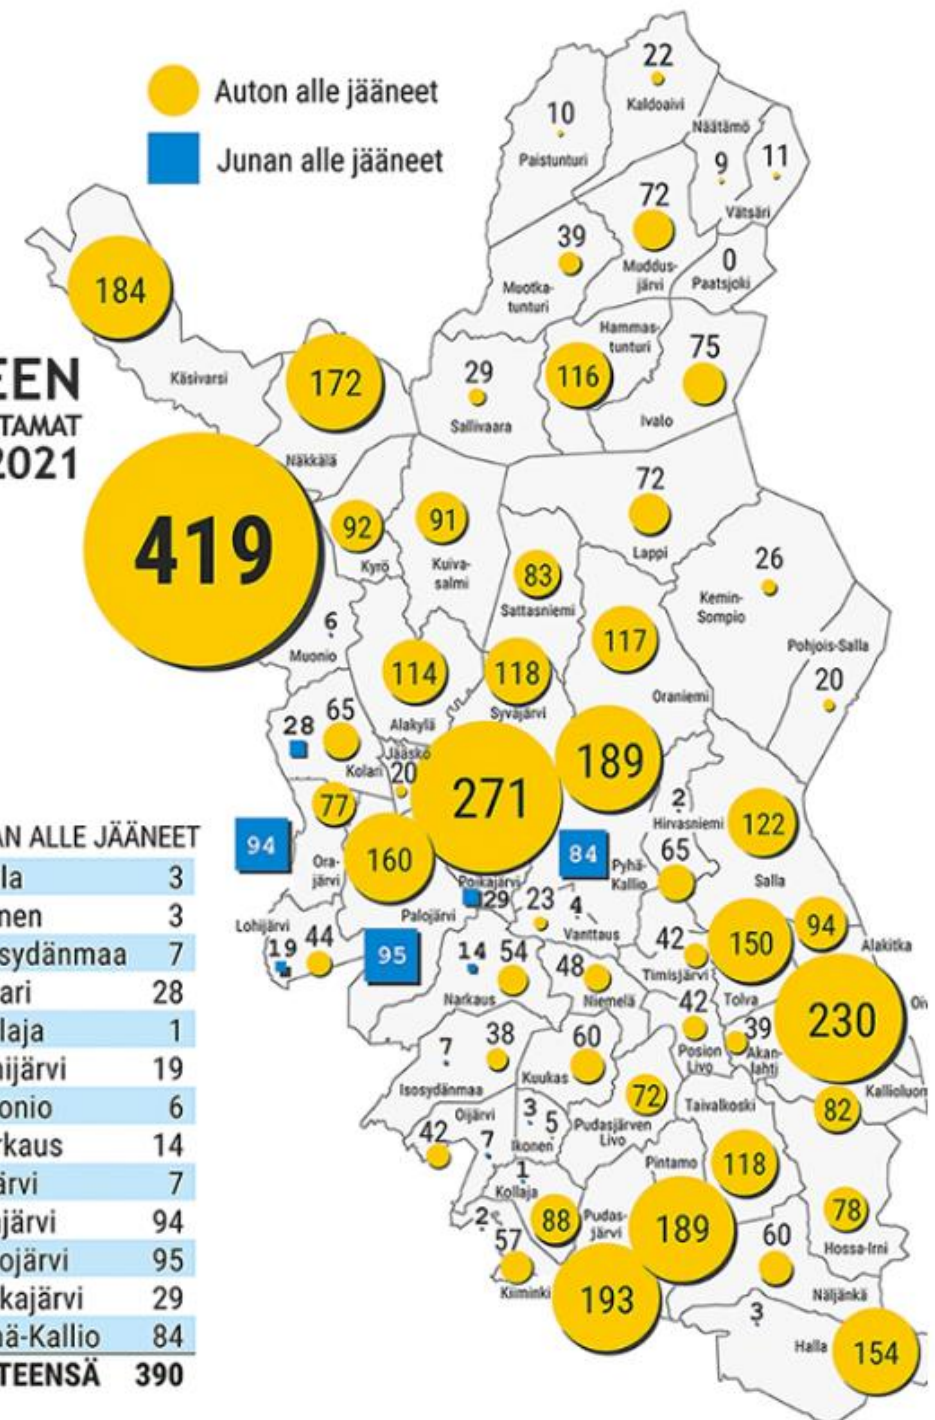 Auton alle jääneet
Junan alle jääneet
22
Kaldoaivi
10
Paistunturi
Näätämö
9
11
Vätsäri
72
Muddus-
järvi
39
Muotka-
tunturi
0
Paatsjoki
184
Käsivarsi
172
Näkkälä
29
Sallivaara
Hammas-
tunturi
116
75
Ivalo
EEN
TAMAT
2021
419
92
Kyrö
91
Kuiva-
salmi
83
Sattasniemi
72
Lappi
26
Kemin-
Sompio
Pohjois-Salla
20
6
Muonio
114
Alakylä
118
Syväjärvi
117
Oraniemi
28
65
Kolari
Jääskö
20
271
189
2
Hirvasniemi
122
Salla
77
94
Ora-
järvi
160
Palojärvi
84
Pyhä-
Kallio
65
Poikajärvi
29
23
4
Vanttaus
Lohijärvi
19
44
95
14
54
Narkaus
48
Niemelä
42
Timisjärvi
150
Tolva
94
Alakitka
42
Posion
Livo
39
Akan-
lahti
230
Oi
Kallioluon
82
7
38
Isosydänmaa
60
Kuukas
72
Pudasjärven
Livo
Taivalkoski
118
Oijärvi
42
7
3
5
Ikonen
1
Kollaja
Pintamo
189
2
57
Kiiminki
88
Pudas-
järvi
193
78
Hossa-Irni
60
Näljänkä
3
Halla
154
AN ALLE JÄÄNEET
la 3
nen 3
sydänmaa 7
ari 28
laja 1
ijärvi 19
onio 6
rkaus 14
ärvi 7
järvi 94
ojärvi 95
kajärvi 29
ä-Kallio 84
TEENSÄ 390